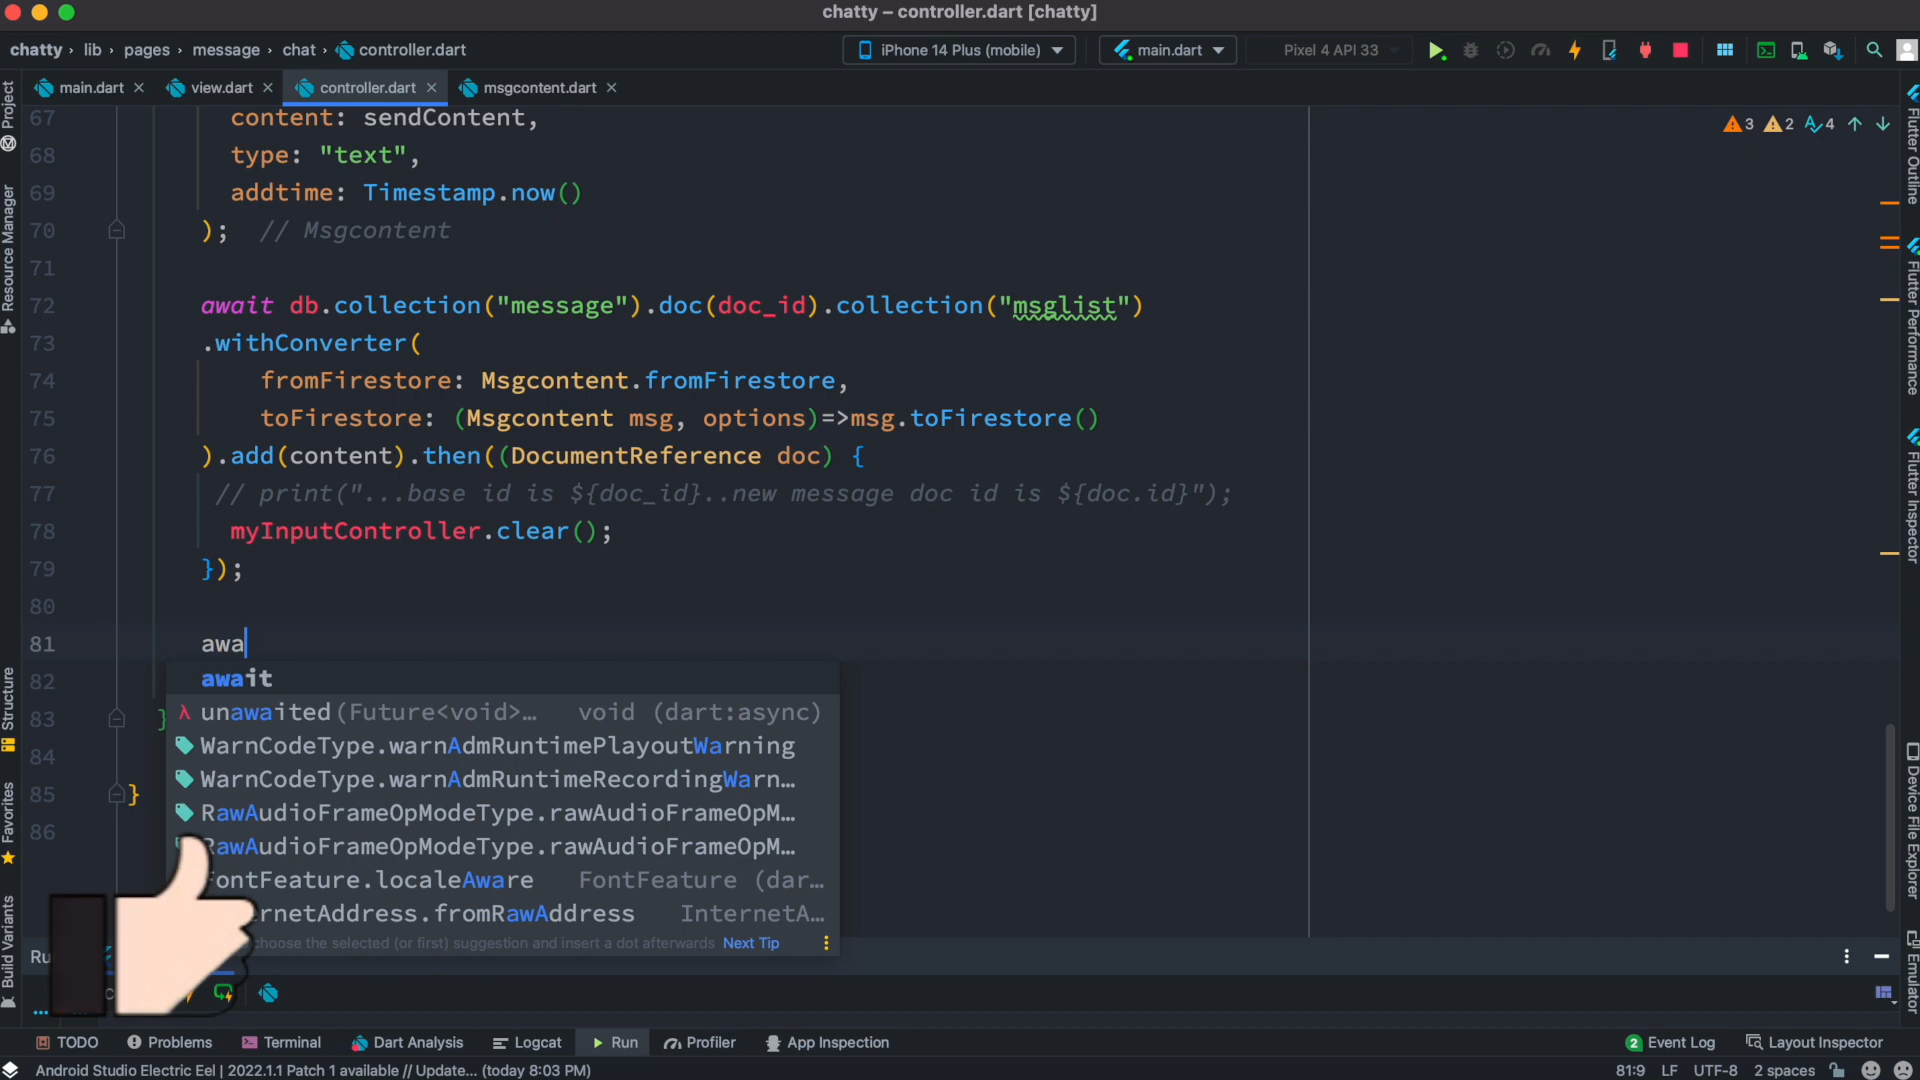 chatty – controller.dart [chatty]
chatty › lib › pages › message › chat › controller.dart
iPhone 14 Plus (mobile)
main.dart
Pixel 4 API 33
main.dart
view.dart
controller.dart
msgcontent.dart
3 2 4
67 content: sendContent,
68 type: "text",
69 addtime: Timestamp.now()
70 ); // Msgcontent
71
72 await db.collection("message").doc(doc_id).collection("msglist")
73 .withConverter(
74 fromFirestore: Msgcontent.fromFirestore,
75 toFirestore: (Msgcontent msg, options)=>msg.toFirestore()
76 ).add(content).then((DocumentReference doc) {
77 // print("...base id is ${doc_id}..new message doc id is ${doc.id}");
78 myInputController.clear();
79 });
80
81 awa
82
83 }
84
85 }
86
await
unawaited(Future<void>… void (dart:async)
WarnCodeType.warnAdmRuntimePlayoutWarning
WarnCodeType.warnAdmRuntimeRecordingWarn…
RawAudioFrameOpModeType.rawAudioFrameOpM…
RawAudioFrameOpModeType.rawAudioFrameOpM…
FontFeature.localeAware FontFeature (dar…
ernetAddress.fromRawAddress InternetA…
choose the selected (or first) suggestion and insert a dot afterwards Next Tip
Project
Resource Manager
Structure
Favorites
Build Variants
Flutter Outline
Flutter Performance
Flutter Inspector
Device File Explorer
Emulator
Ru
TODO
Problems
Terminal
Dart Analysis
Logcat
Run
Profiler
App Inspection
2 Event Log
Layout Inspector
Android Studio Electric Eel | 2022.1.1 Patch 1 available // Update... (today 8:03 PM)
81:9 LF UTF-8 2 spaces